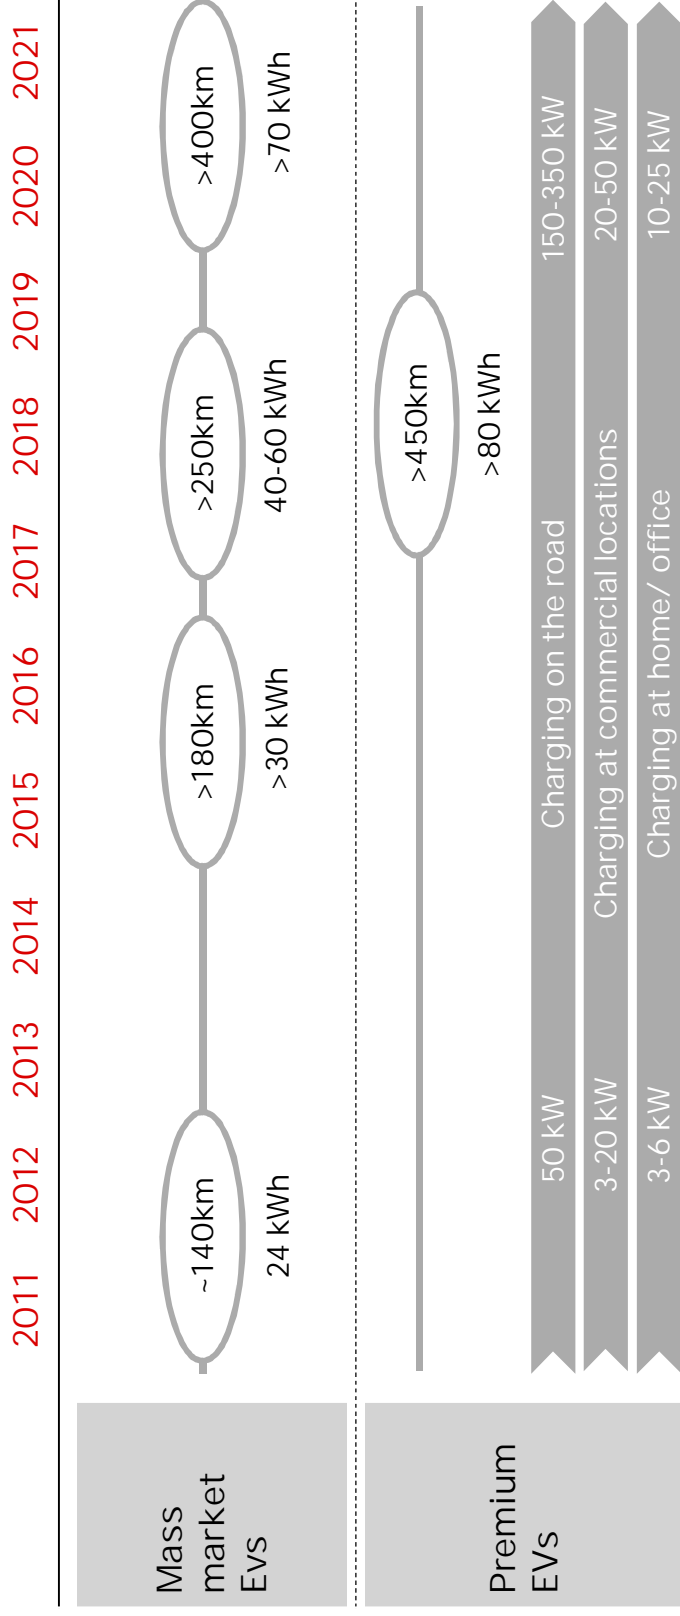 2011 2012 2013 2014 2015 2016 2017 2018 2019 2020 2021
Mass
market
Evs
~140km >180km >250km >400km
24 kWh >30 kWh 40-60 kWh >70 kWh
Premium
EVs
>450km
>80 kWh
50 kW Charging on the road 150-350 kW
3-20 kW Charging at commercial locations 20-50 kW
3-6 kW Charging at home/ office 10-25 kW